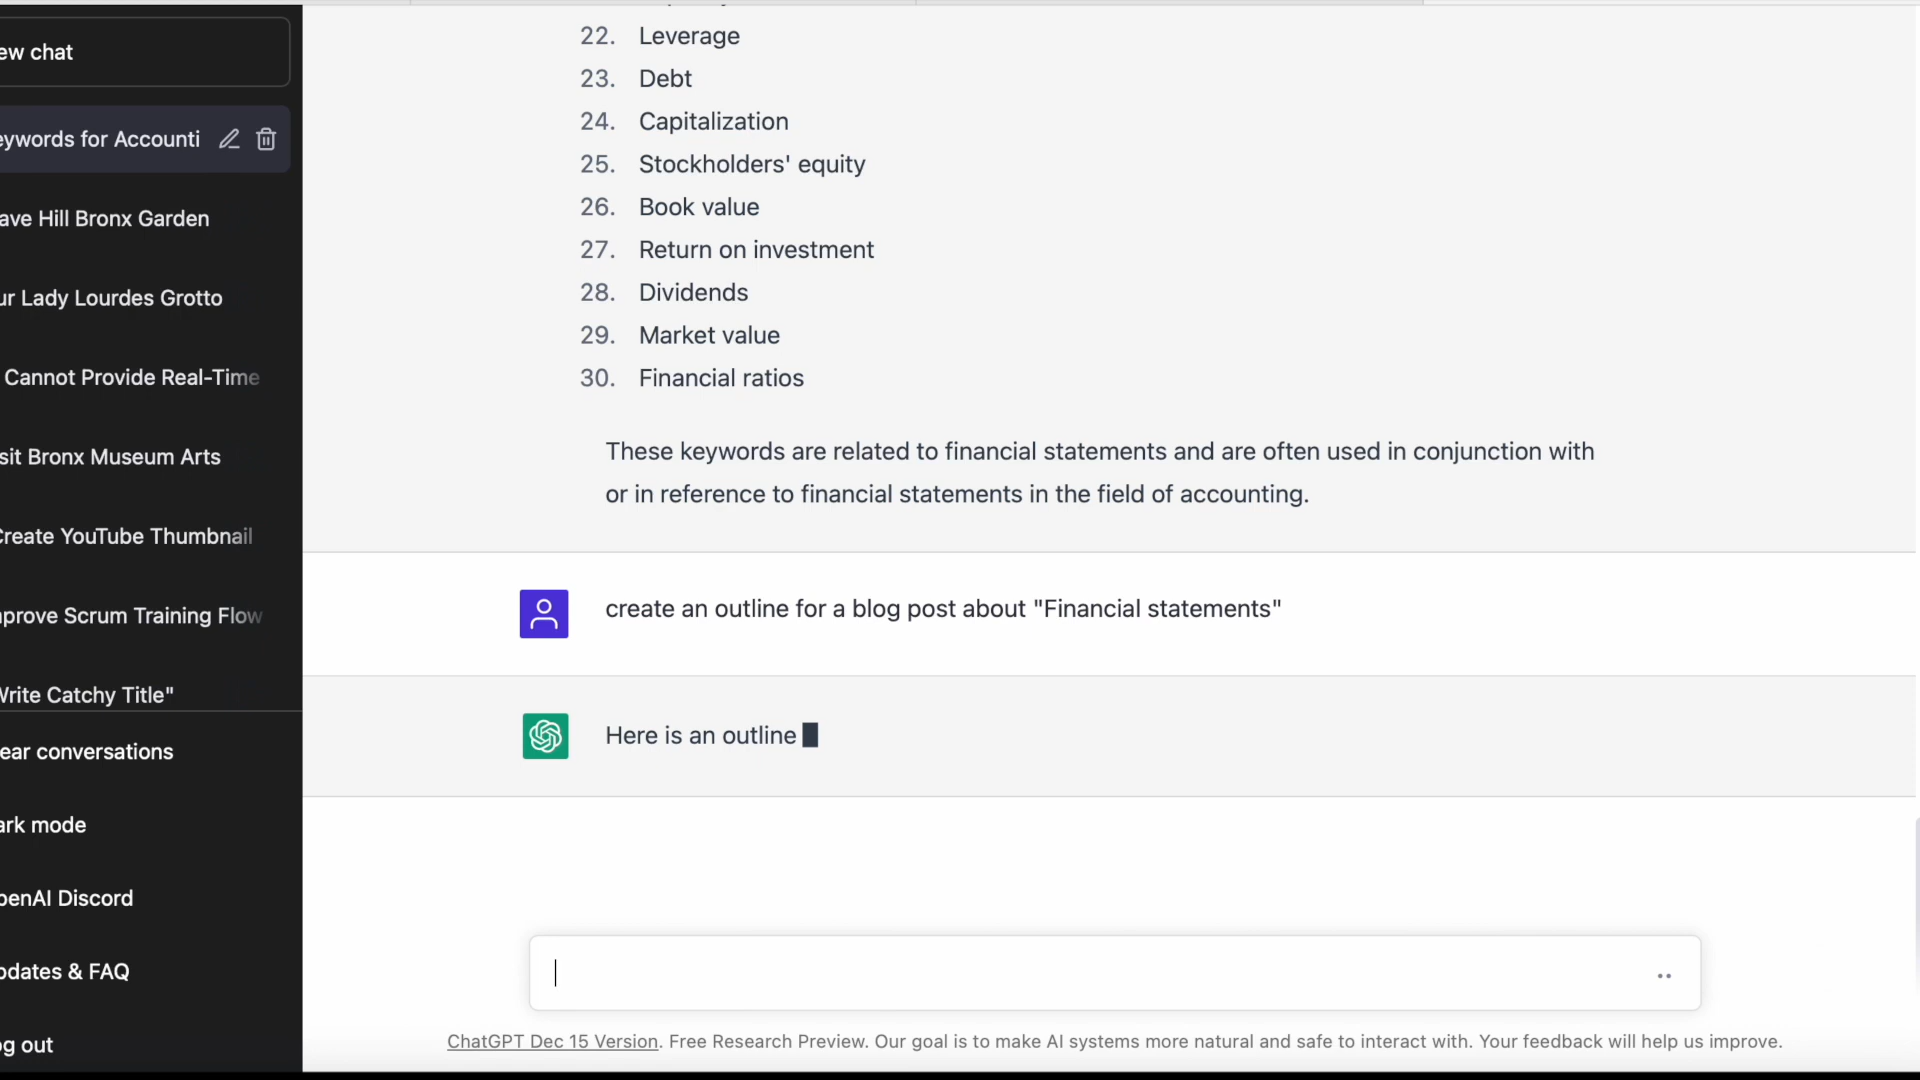 ew chat
eywords for Accounti
ave Hill Bronx Garden
ur Lady Lourdes Grotto
Cannot Provide Real-Time
sit Bronx Museum Arts
Create YouTube Thumbnail
mprove Scrum Training Flow
Write Catchy Title"
ear conversations
ark mode
penAI Discord
pdates & FAQ
og out
22. Leverage
23. Debt
24. Capitalization
25. Stockholders' equity
26. Book value
27. Return on investment
28. Dividends
29. Market value
30. Financial ratios
These keywords are related to financial statements and are often used in conjunction with
or in reference to financial statements in the field of accounting.
create an outline for a blog post about "Financial statements"
Here is an outline
ChatGPT Dec 15 Version. Free Research Preview. Our goal is to make AI systems more natural and safe to interact with. Your feedback will help us improve.